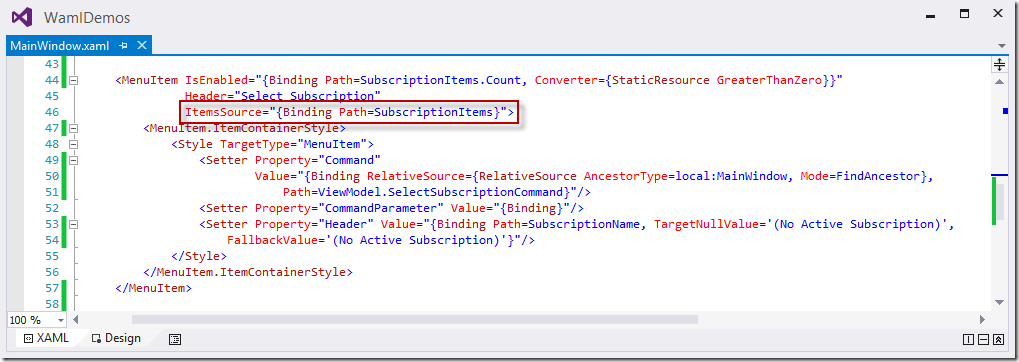 WamlDemos
MainWindow.xaml
43
44 <MenuItem IsEnabled="{Binding Path=SubscriptionItems.Count, Converter={StaticResource GreaterThanZero}}"
45 Header="Select Subscription"
46 ItemsSource="{Binding Path=SubscriptionItems}">
47 <MenuItem.ItemContainerStyle>
48 <Style TargetType="MenuItem">
49 <Setter Property="Command"
50 Value="{Binding RelativeSource={RelativeSource AncestorType=local:MainWindow, Mode=FindAncestor},
51 Path=ViewModel.SelectSubscriptionCommand}"/>
52 <Setter Property="CommandParameter" Value="{Binding}"/>
53 <Setter Property="Header" Value="{Binding Path=SubscriptionName, TargetNullValue='(No Active Subscription)',
54 FallbackValue='(No Active Subscription)'}"/>
55 </Style>
56 </MenuItem.ItemContainerStyle>
57 </MenuItem>
58
100 %
XAML Design